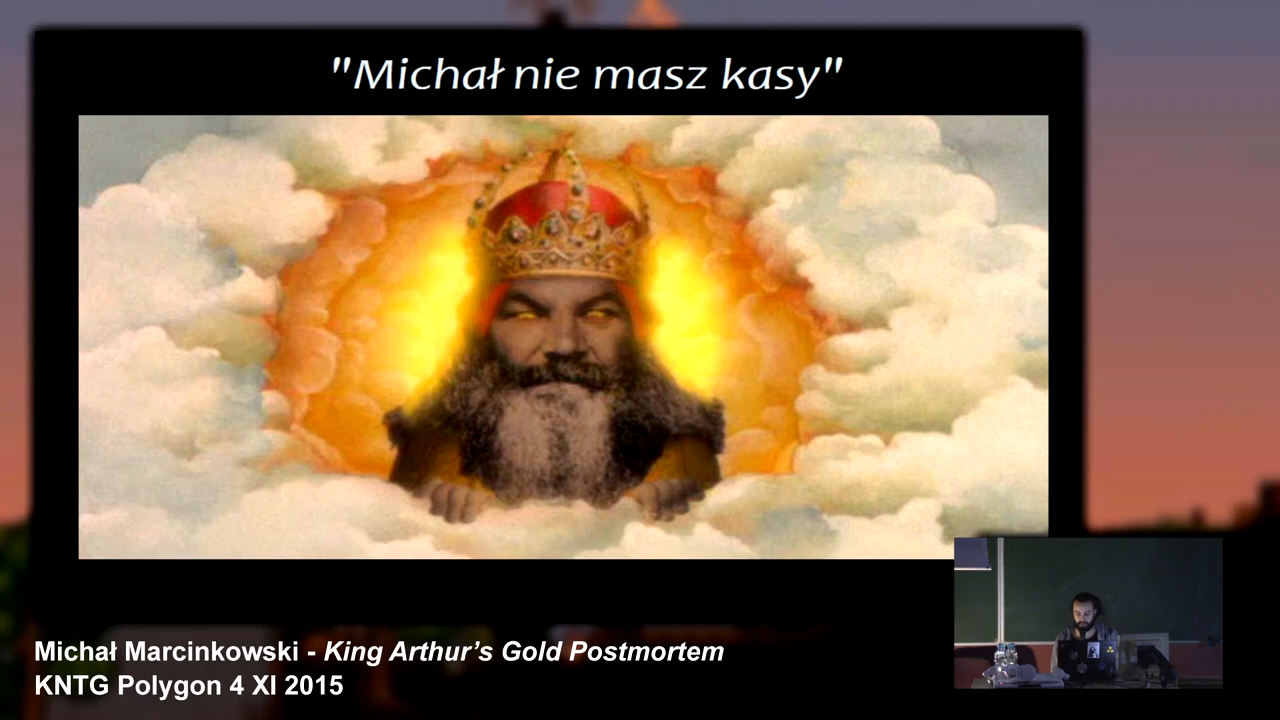 "Michał nie masz kasy"
Michał Marcinkowski - King Arthur's Gold Postmortem
KNTG Polygon 4 XI 2015